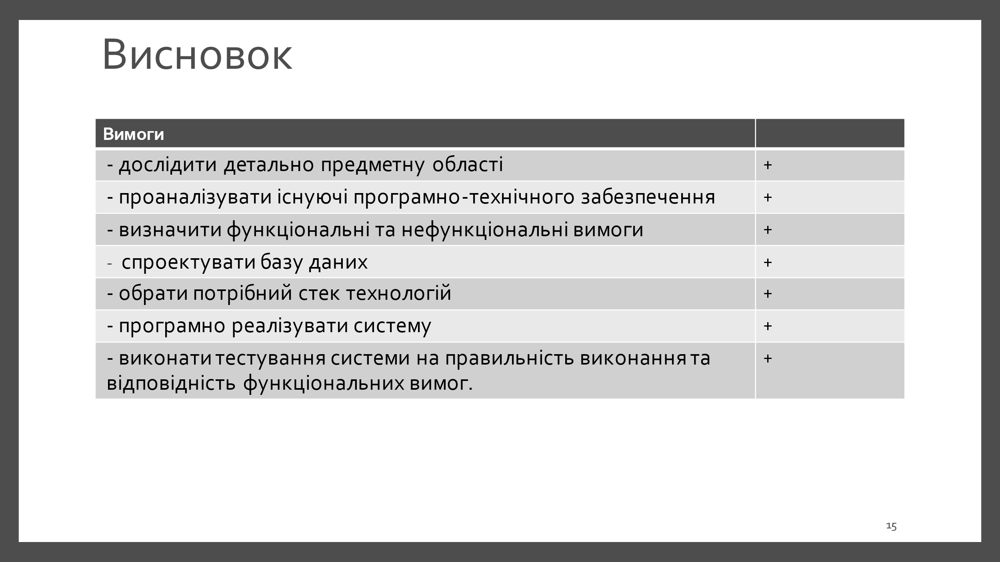 Висновок
Вимоги
- дослідити детально предметну області +
- проаналізувати існуючі програмно-технічного забезпечення +
- визначити функціональні та нефункціональні вимоги +
- спроектувати базу даних +
- обрати потрібний стек технологій +
- програмно реалізувати систему +
- виконати тестування системи на правильність виконання та +
відповідність функціональних вимог.
15